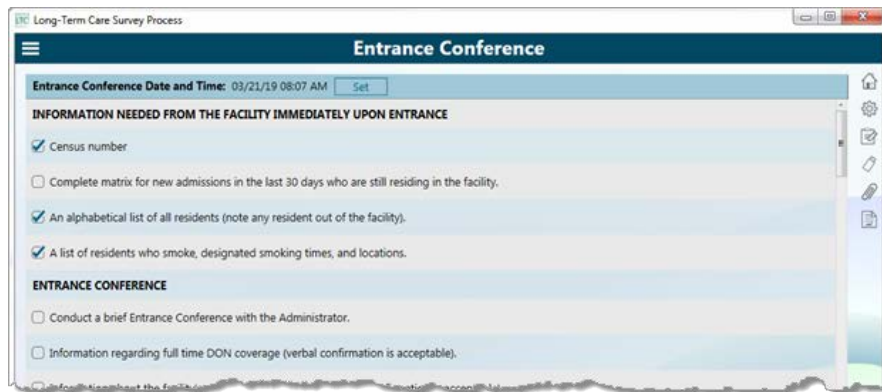 LTC Long-Term Care Survey Process
Entrance Conference
Entrance Conference Date and Time: 03/21/19 08:07 AM Set
INFORMATION NEEDED FROM THE FACILITY IMMEDIATELY UPON ENTRANCE
Census number
Complete matrix for new admissions in the last 30 days who are still residing in the facility.
An alphabetical list of all residents (note any resident out of the facility).
A list of residents who smoke, designated smoking times, and locations.
ENTRANCE CONFERENCE
Conduct a brief Entrance Conference with the Administrator.
Information regarding full time DON coverage (verbal confirmation is acceptable).
Information about the facility